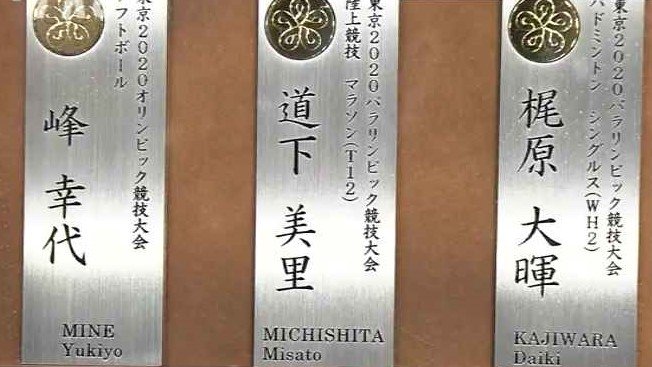 東京2020オリンピック競技大会
ソフトボール
峰 幸代
MINE
Yukiyo
東京2020パラリンピック競技大会
陸上競技 マラソン(T12)
道下 美里
MICHISHITA
Misato
東京2020パラリンピック競技大会
バドミントン シングルス(WH2)
梶原 大暉
KAJIWARA
Daiki